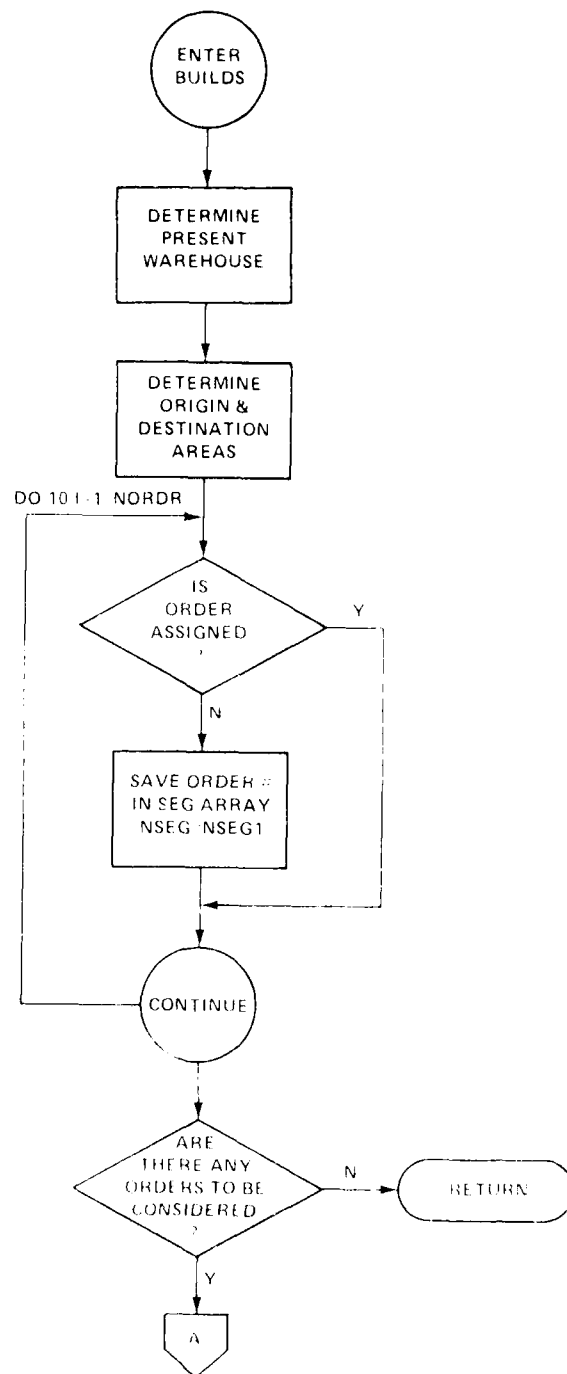 ENTER
BUILDS
DETERMINE
PRESENT
WAREHOUSE
DETERMINE
ORIGIN &
DESTINATION
AREAS
DO 10 I-1 NORDR
IS
ORDER
ASSIGNED
?
Y
N
SAVE ORDER #
IN SEG ARRAY
NSEG NSEG1
CONTINUE
ARE
THERE ANY
ORDERS TO BE
CONSIDERED
?
N
RETURN
Y
A